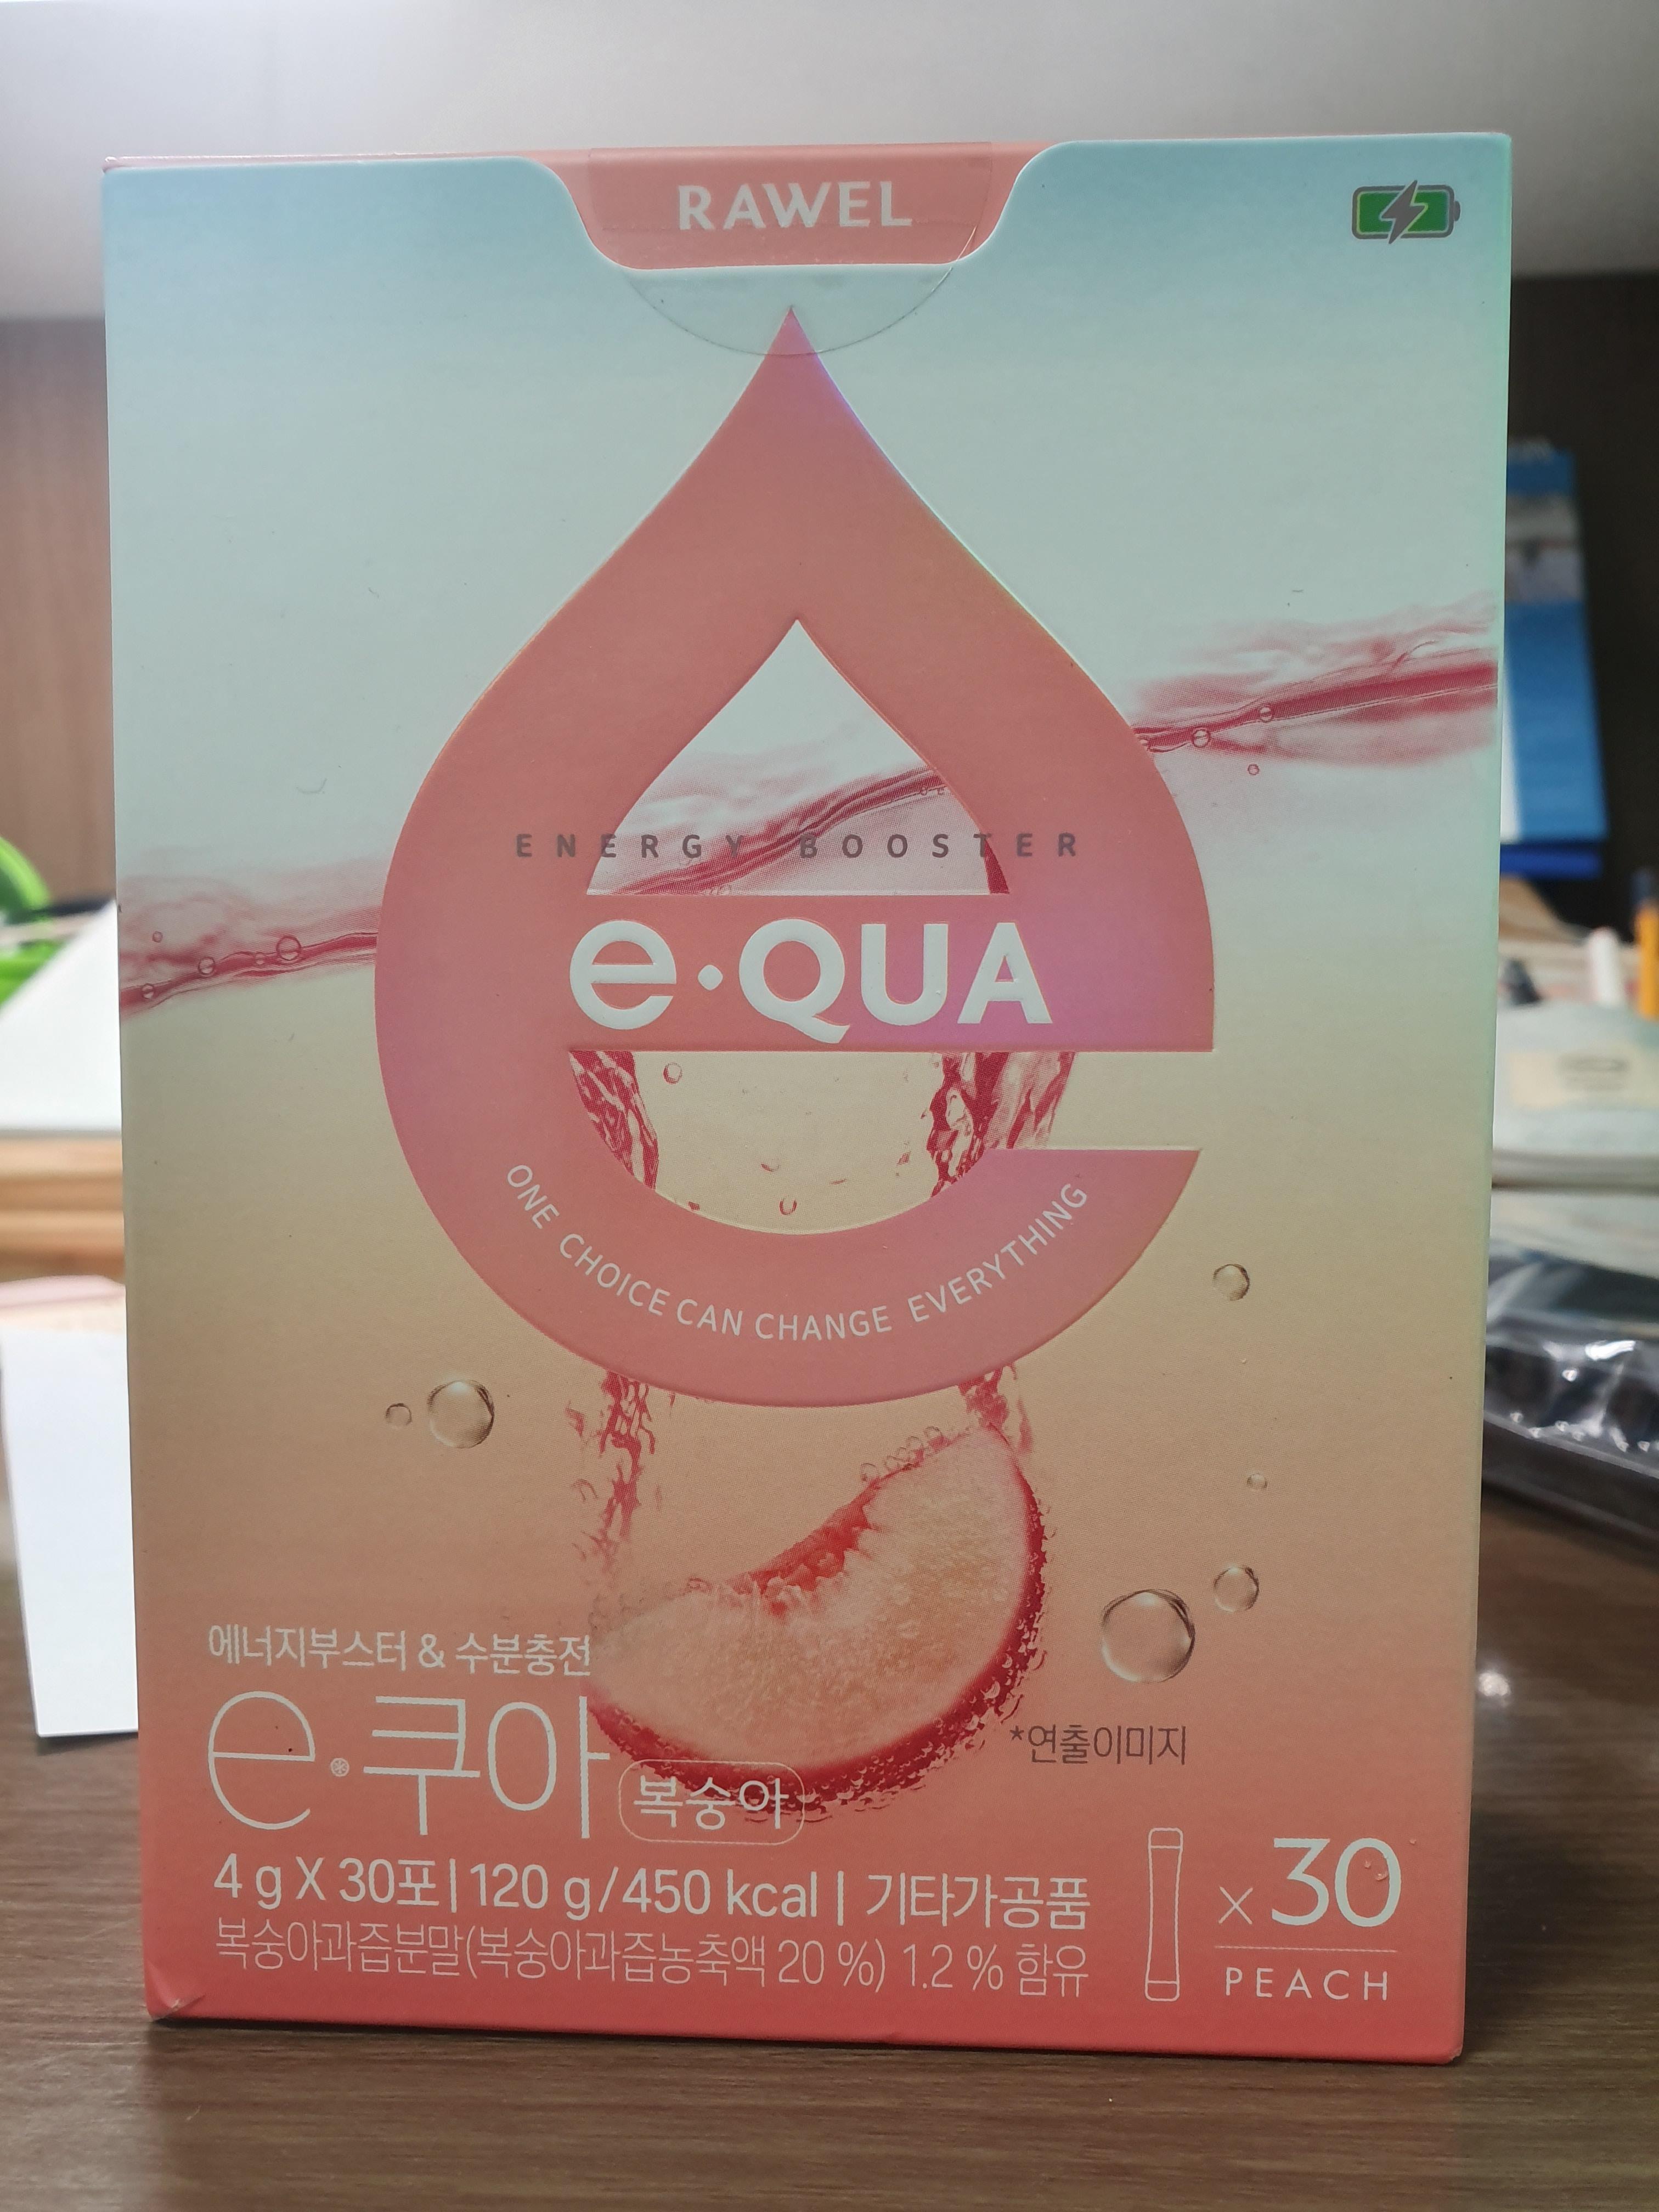 RAWEL
ENERGY BOOSTER
e·QUA
ONE CHOICE CAN CHANGE EVERYTHING
에너지부스터 & 수분충전
e·쿠아 복숭아
*연출이미지
4 g X 30포 | 120 g/450 kcal | 기타가공품
복숭아과즙분말(복숭아과즙농축액 20 %) 1.2 % 함유
x 30
PEACH